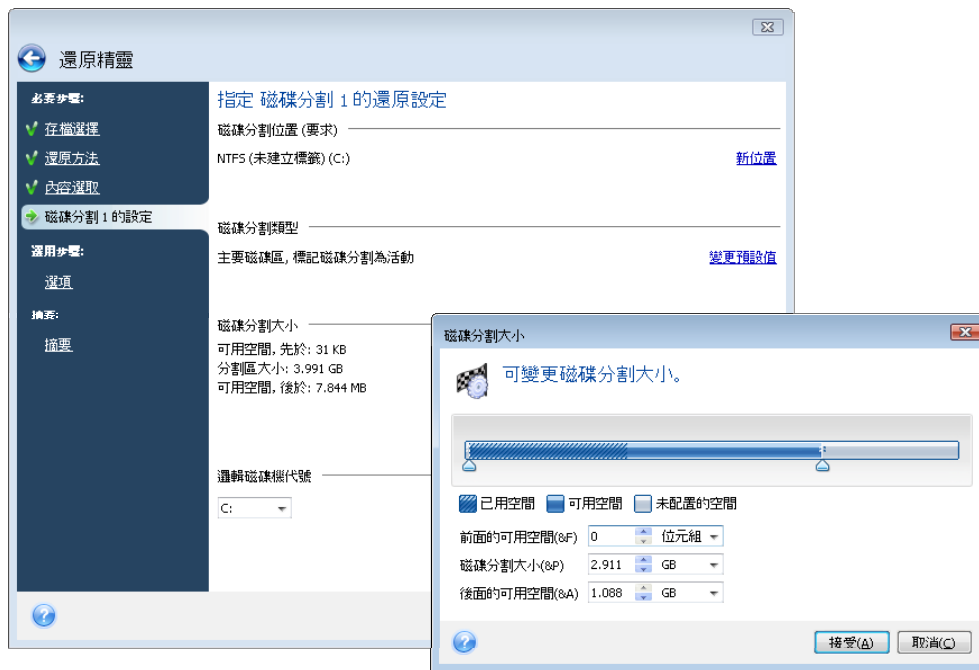 還原精靈
必要步驟:
存檔選擇
還原方法
內容選取
磁碟分割 1 的設定
選用步驟:
選項
摘要:
摘要
指定 磁碟分割 1 的還原設定
磁碟分割位置 (要求)
NTFS (未建立標籤) (C:)
新位置
磁碟分割類型
主要磁碟區, 標記磁碟分割為活動
變更預設值
磁碟分割大小
可用空間, 先於: 31 KB
分割區大小: 3.991 GB
可用空間, 後於: 7.844 MB
邏輯磁碟機代號
C:
磁碟分割大小
可變更磁碟分割大小。
已用空間 可用空間 未配置的空間
前面的可用空間(&F) 0 位元組
磁碟分割大小(&P) 2.911 GB
後面的可用空間(&A) 1.088 GB
接受(A) 取消(C)